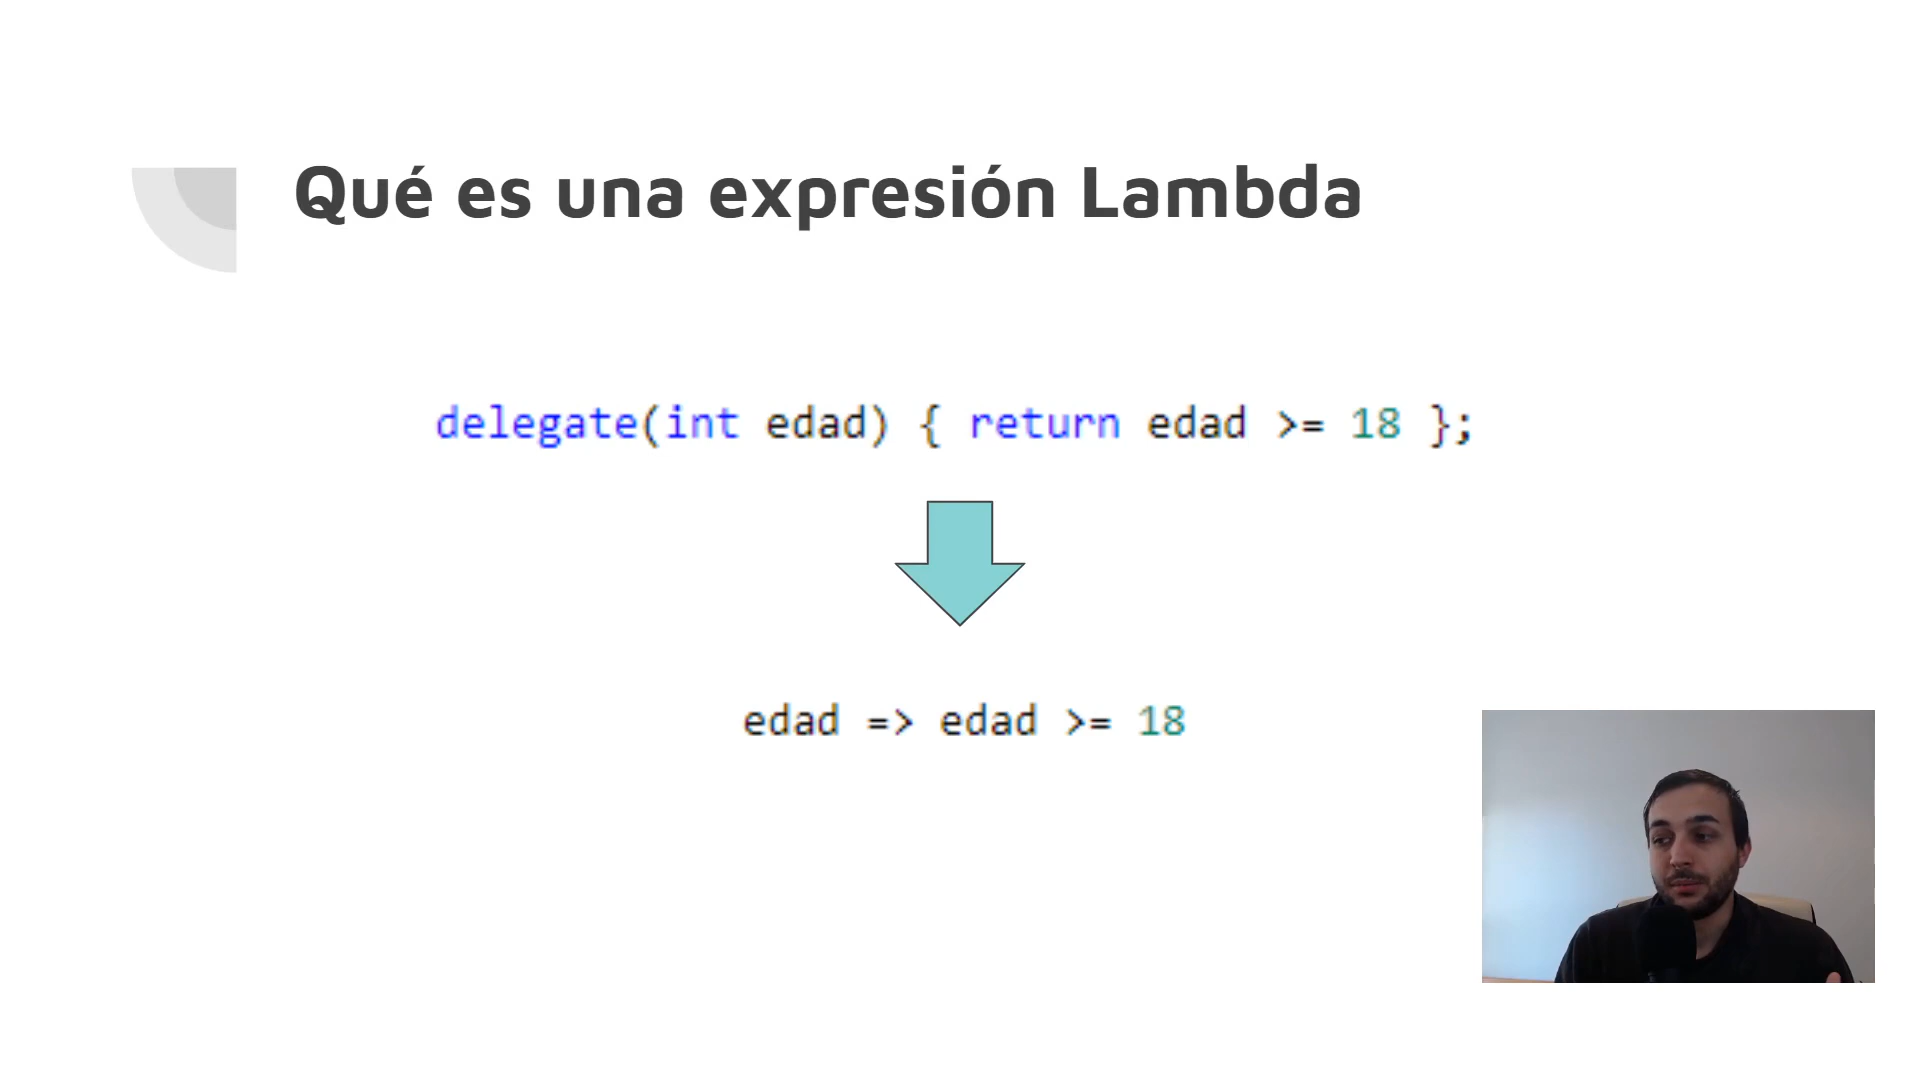 Qué es una expresión Lambda
delegate(int edad) { return edad >= 18 };
edad => edad >= 18